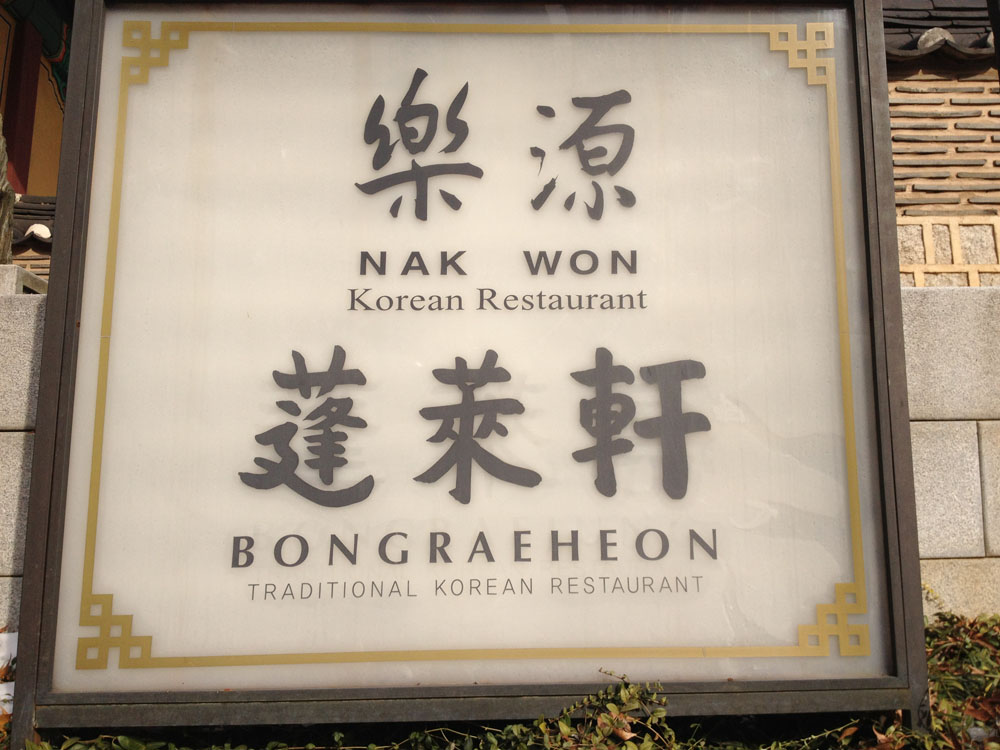 樂源
NAK WON
Korean Restaurant
蓬萊軒
BONGRAEHEON
TRADITIONAL KOREAN RESTAURANT